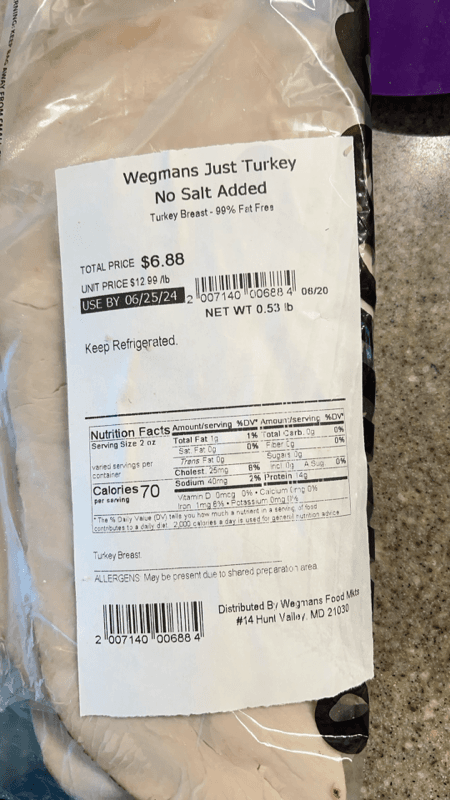 Wegmans Just Turkey
No Salt Added
Turkey Breast - 99% Fat Free
TOTAL PRICE $6.88
UNIT PRICE $12.99 /lb
USE BY 06/25/24
2 007140 00688 4
06/20
NET WT 0.53 lb
Keep Refrigerated.
Nutrition Facts
Serving Size 2 oz
varied servings per
container
Calories 70
per serving
Amount/serving %DV* Amount/serving %DV*
Total Fat 1g 1% Total Carb. 0g 0%
Sat. Fat 0g 0% Fiber 0g 0%
Trans Fat 0g Sugars 0g
Cholest. 25mg 8% Incl. 0g A.Sug. 0%
Sodium 40mg 2% Protein 14g
Vitamin D 0mcg 0% • Calcium 0mg 0%
Iron 1mg 6% • Potassium 0mg 0%
*The % Daily Value (DV) tells you how much a nutrient in a serving of food
contributes to a daily diet. 2,000 calories a day is used for general nutrition advice.
Turkey Breast
ALLERGENS: May be present due to shared preparation area.
2 007140 00688 4
Distributed By Wegmans Food Mkts
#14 Hunt Valley, MD 21030